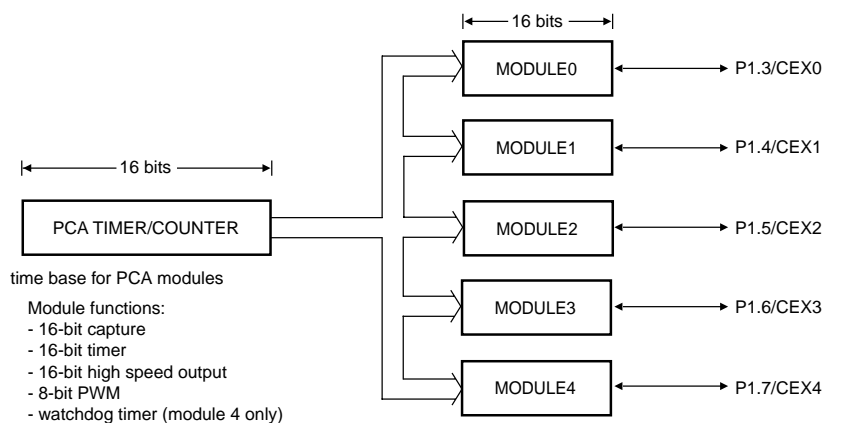 16 bits
MODULE0
P1.3/CEX0
MODULE1
P1.4/CEX1
16 bits
PCA TIMER/COUNTER
MODULE2
P1.5/CEX2
time base for PCA modules
Module functions:
- 16-bit capture
- 16-bit timer
- 16-bit high speed output
- 8-bit PWM
- watchdog timer (module 4 only)
MODULE3
P1.6/CEX3
MODULE4
P1.7/CEX4